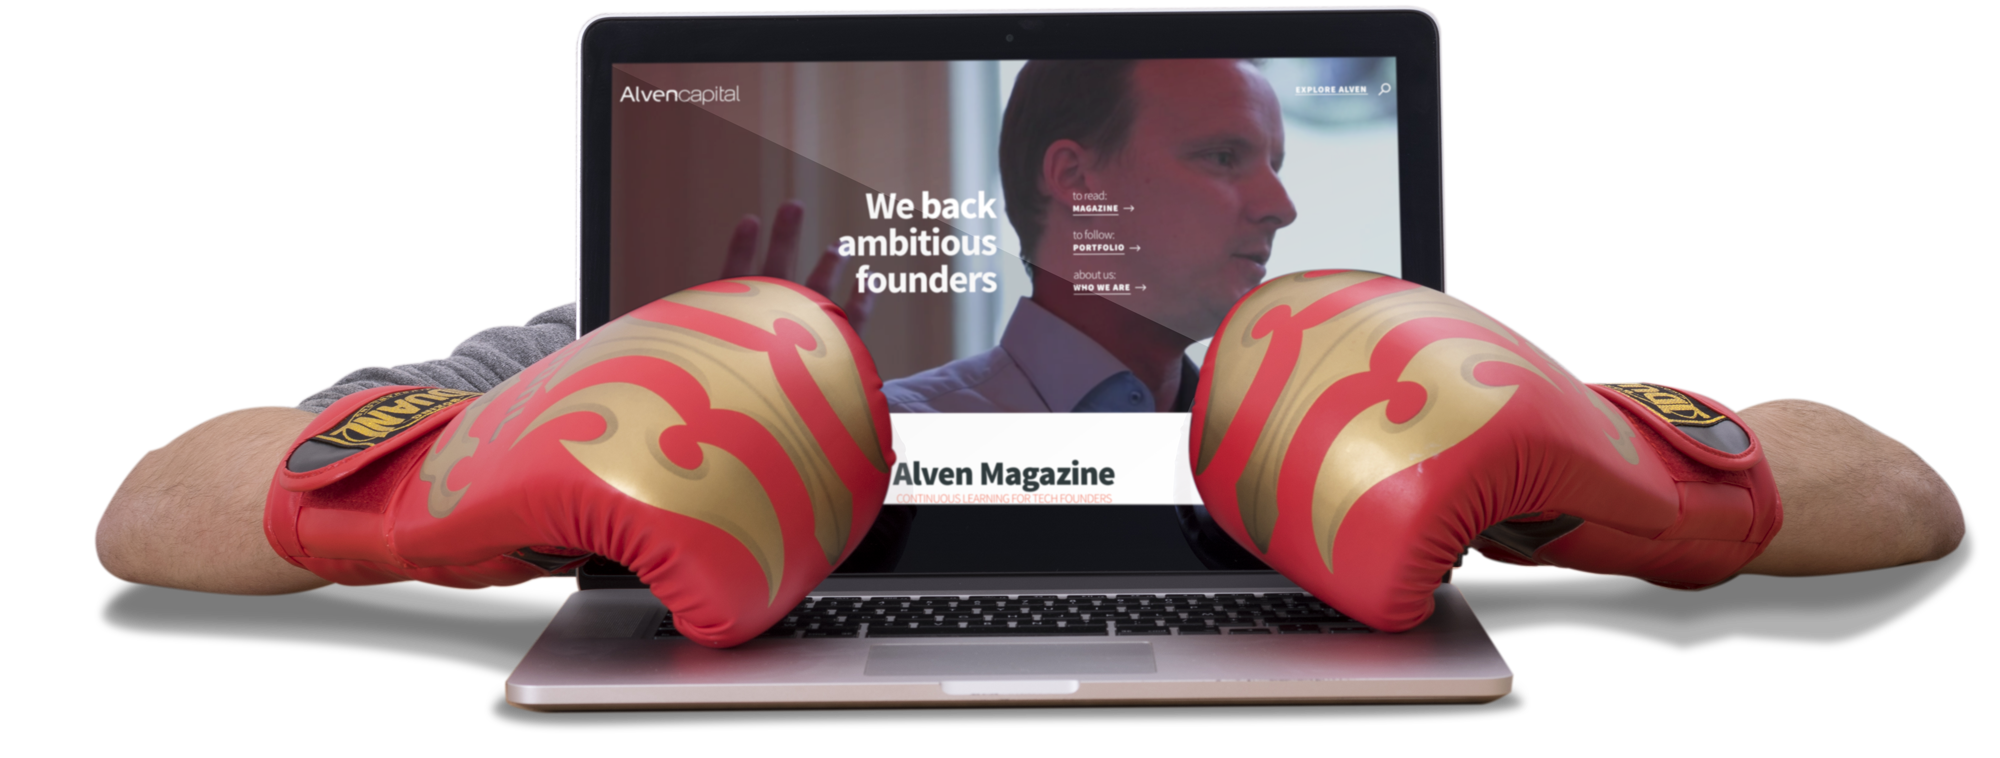 Alvencapital
EXPLORE ALVEN
We back
ambitious
founders
to read:
MAGAZINE →
to follow:
PORTFOLIO →
about us:
WHO WE ARE →
Alven Magazine
CONTINUOUS LEARNING FOR TECH FOUNDERS